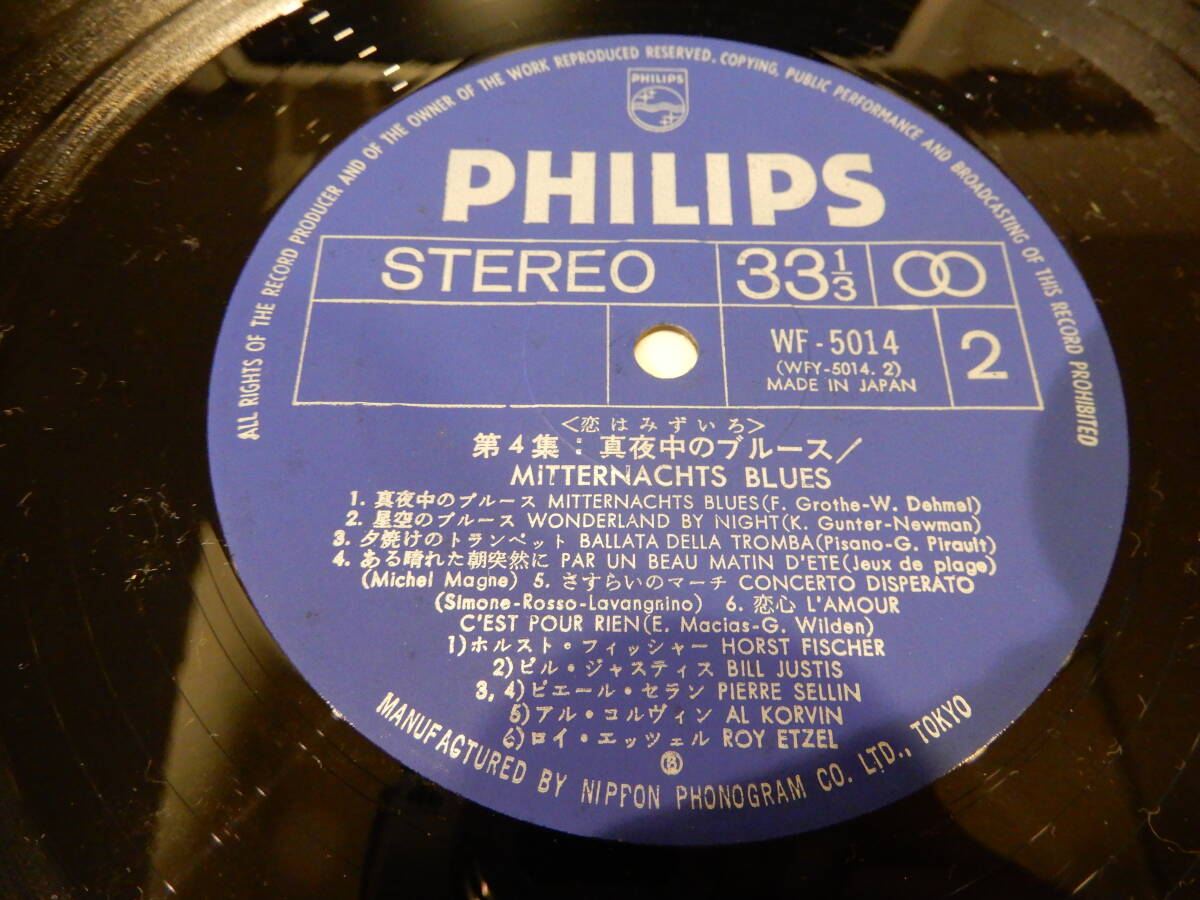 ALL RIGHTS OF THE RECORD PRODUCER AND OF THE OWNER OF THE WORK REPRODUCED RESERVED. COPYING, PUBLIC PERFORMANCE AND BROADCASTING OF THIS RECORD PROHIBITED
PHILIPS
PHILIPS
STEREO 33 1/3
WF-5014 2
(WFY-5014. 2)
MADE IN JAPAN
<恋はみずいろ>
第4集:真夜中のブルース/
MiTTERNACHTS BLUES
1. 真夜中のブルース MITTERNACHTS BLUES(F. Grothe-W. Dehmel)
2. 星空のブルース WONDERLAND BY NIGHT(K. Gunter-Newman)
3. 夕焼けのトランペット BALLATA DELLA TROMBA(Pisano-G. Pirault)
4. ある晴れた朝突然に PAR UN BEAU MATIN D'ETE(Jeux de plage)
(Michel Magne) 5. さすらいのマーチ CONCERTO DISPERATO
(Simone-Rosso-Lavangnino) 6. 恋心 L'AMOUR
C'EST POUR RIEN(E. Macias-G. Wilden)
1)ホルスト・フィッシャー HORST FISCHER
2)ビル・ジャスティス BILL JUSTIS
3, 4)ピエール・セラン PIERRE SELLIN
5)アル・コルヴィン AL KORVIN
6)ロイ・エッツェル ROY ETZEL
MANUFACTURED BY NIPPON PHONOGRAM CO. LTD., TOKYO